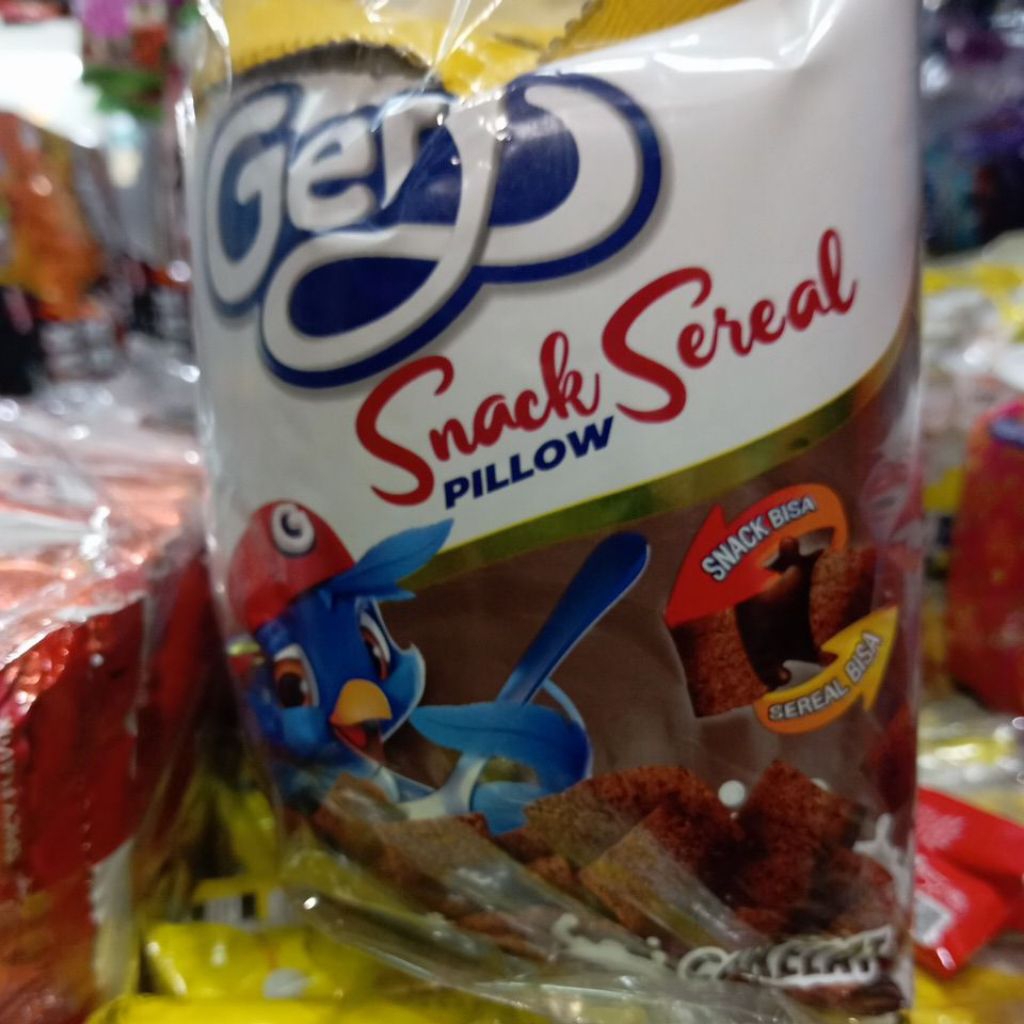 Gery
Snack Sereal
PILLOW
SNACK BISA
SEREAL BISA